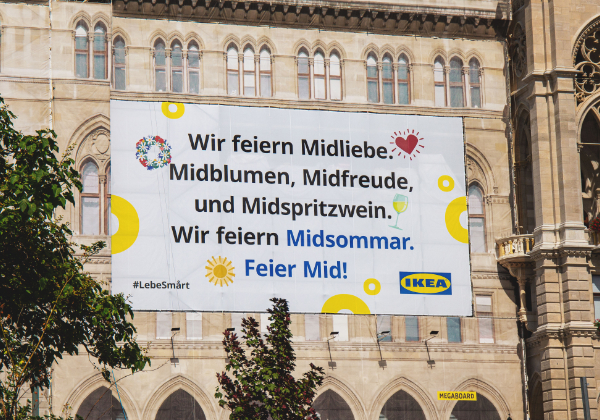 Wir feiern Midliebe.
Midblumen, Midfreude,
und Midspritzwein.
Wir feiern Midsommar.
Feier Mid!
#LebeSmårt
IKEA
MEGABOARD